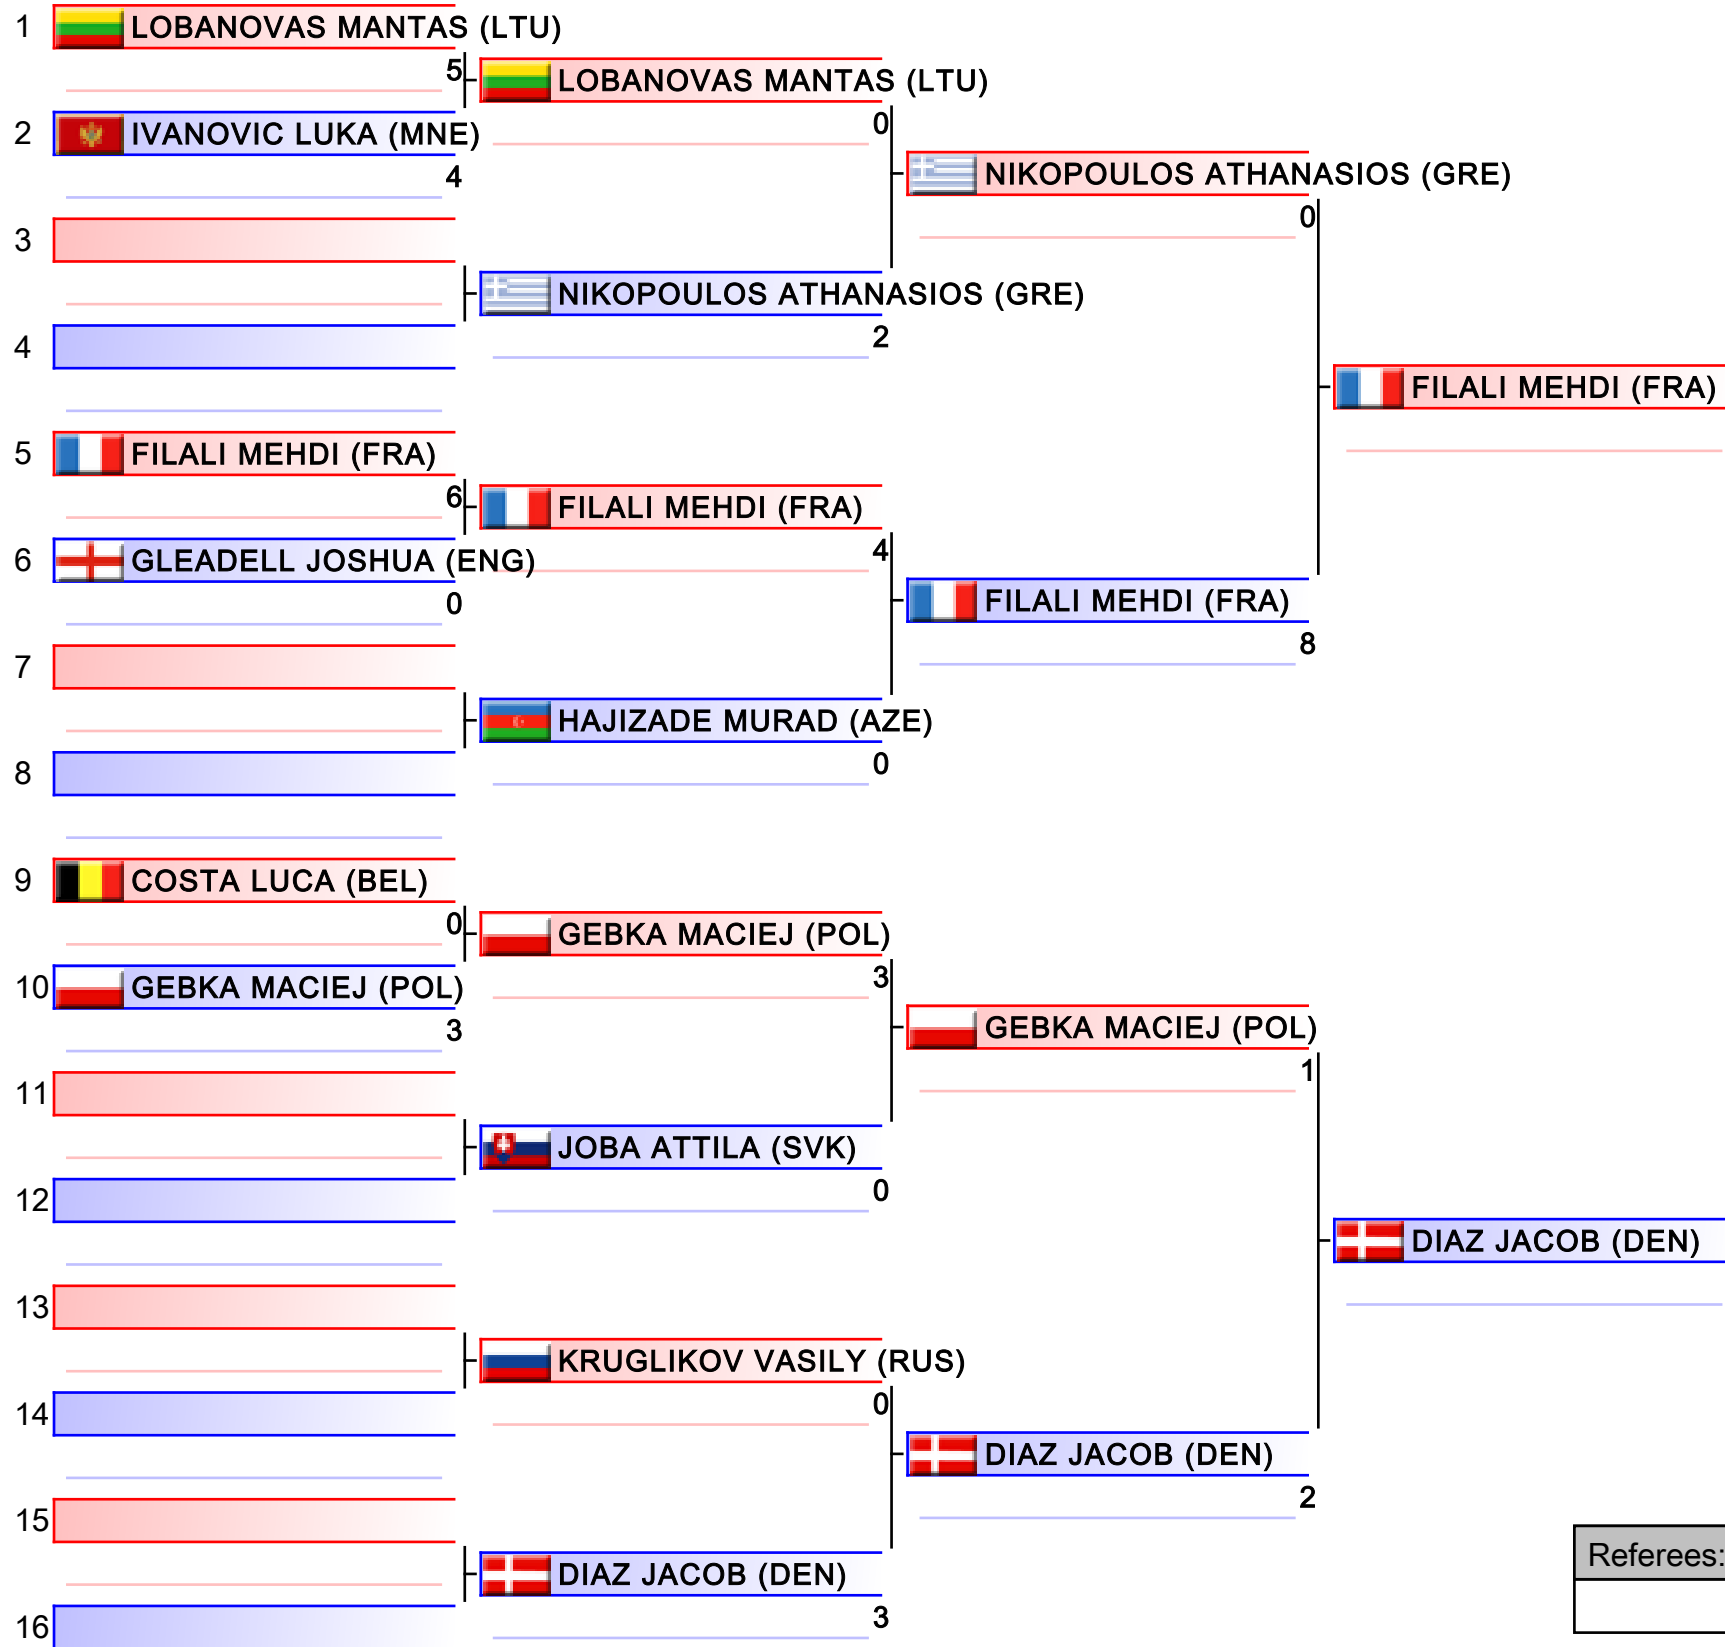 1 LOBANOVAS MANTAS (LTU)
5 LOBANOVAS MANTAS (LTU)
0
2 IVANOVIC LUKA (MNE)
4
NIKOPOULOS ATHANASIOS (GRE)
0
3
NIKOPOULOS ATHANASIOS (GRE)
2
4
FILALI MEHDI (FRA)
5 FILALI MEHDI (FRA)
6 FILALI MEHDI (FRA)
4
6 GLEADELL JOSHUA (ENG)
0
FILALI MEHDI (FRA)
8
7
HAJIZADE MURAD (AZE)
0
8
9 COSTA LUCA (BEL)
0 GEBKA MACIEJ (POL)
3
10 GEBKA MACIEJ (POL)
3
GEBKA MACIEJ (POL)
1
11
JOBA ATTILA (SVK)
0
12
DIAZ JACOB (DEN)
13
KRUGLIKOV VASILY (RUS)
0
14
DIAZ JACOB (DEN)
2
15
Referees:
DIAZ JACOB (DEN)
3
16